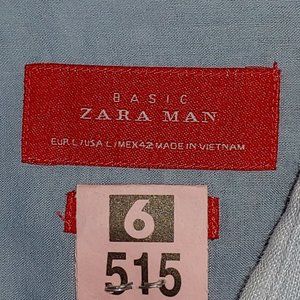 BASIC
ZARA MAN
EUR L/USA L/MEX42 MADE IN VIETNAM
6
515